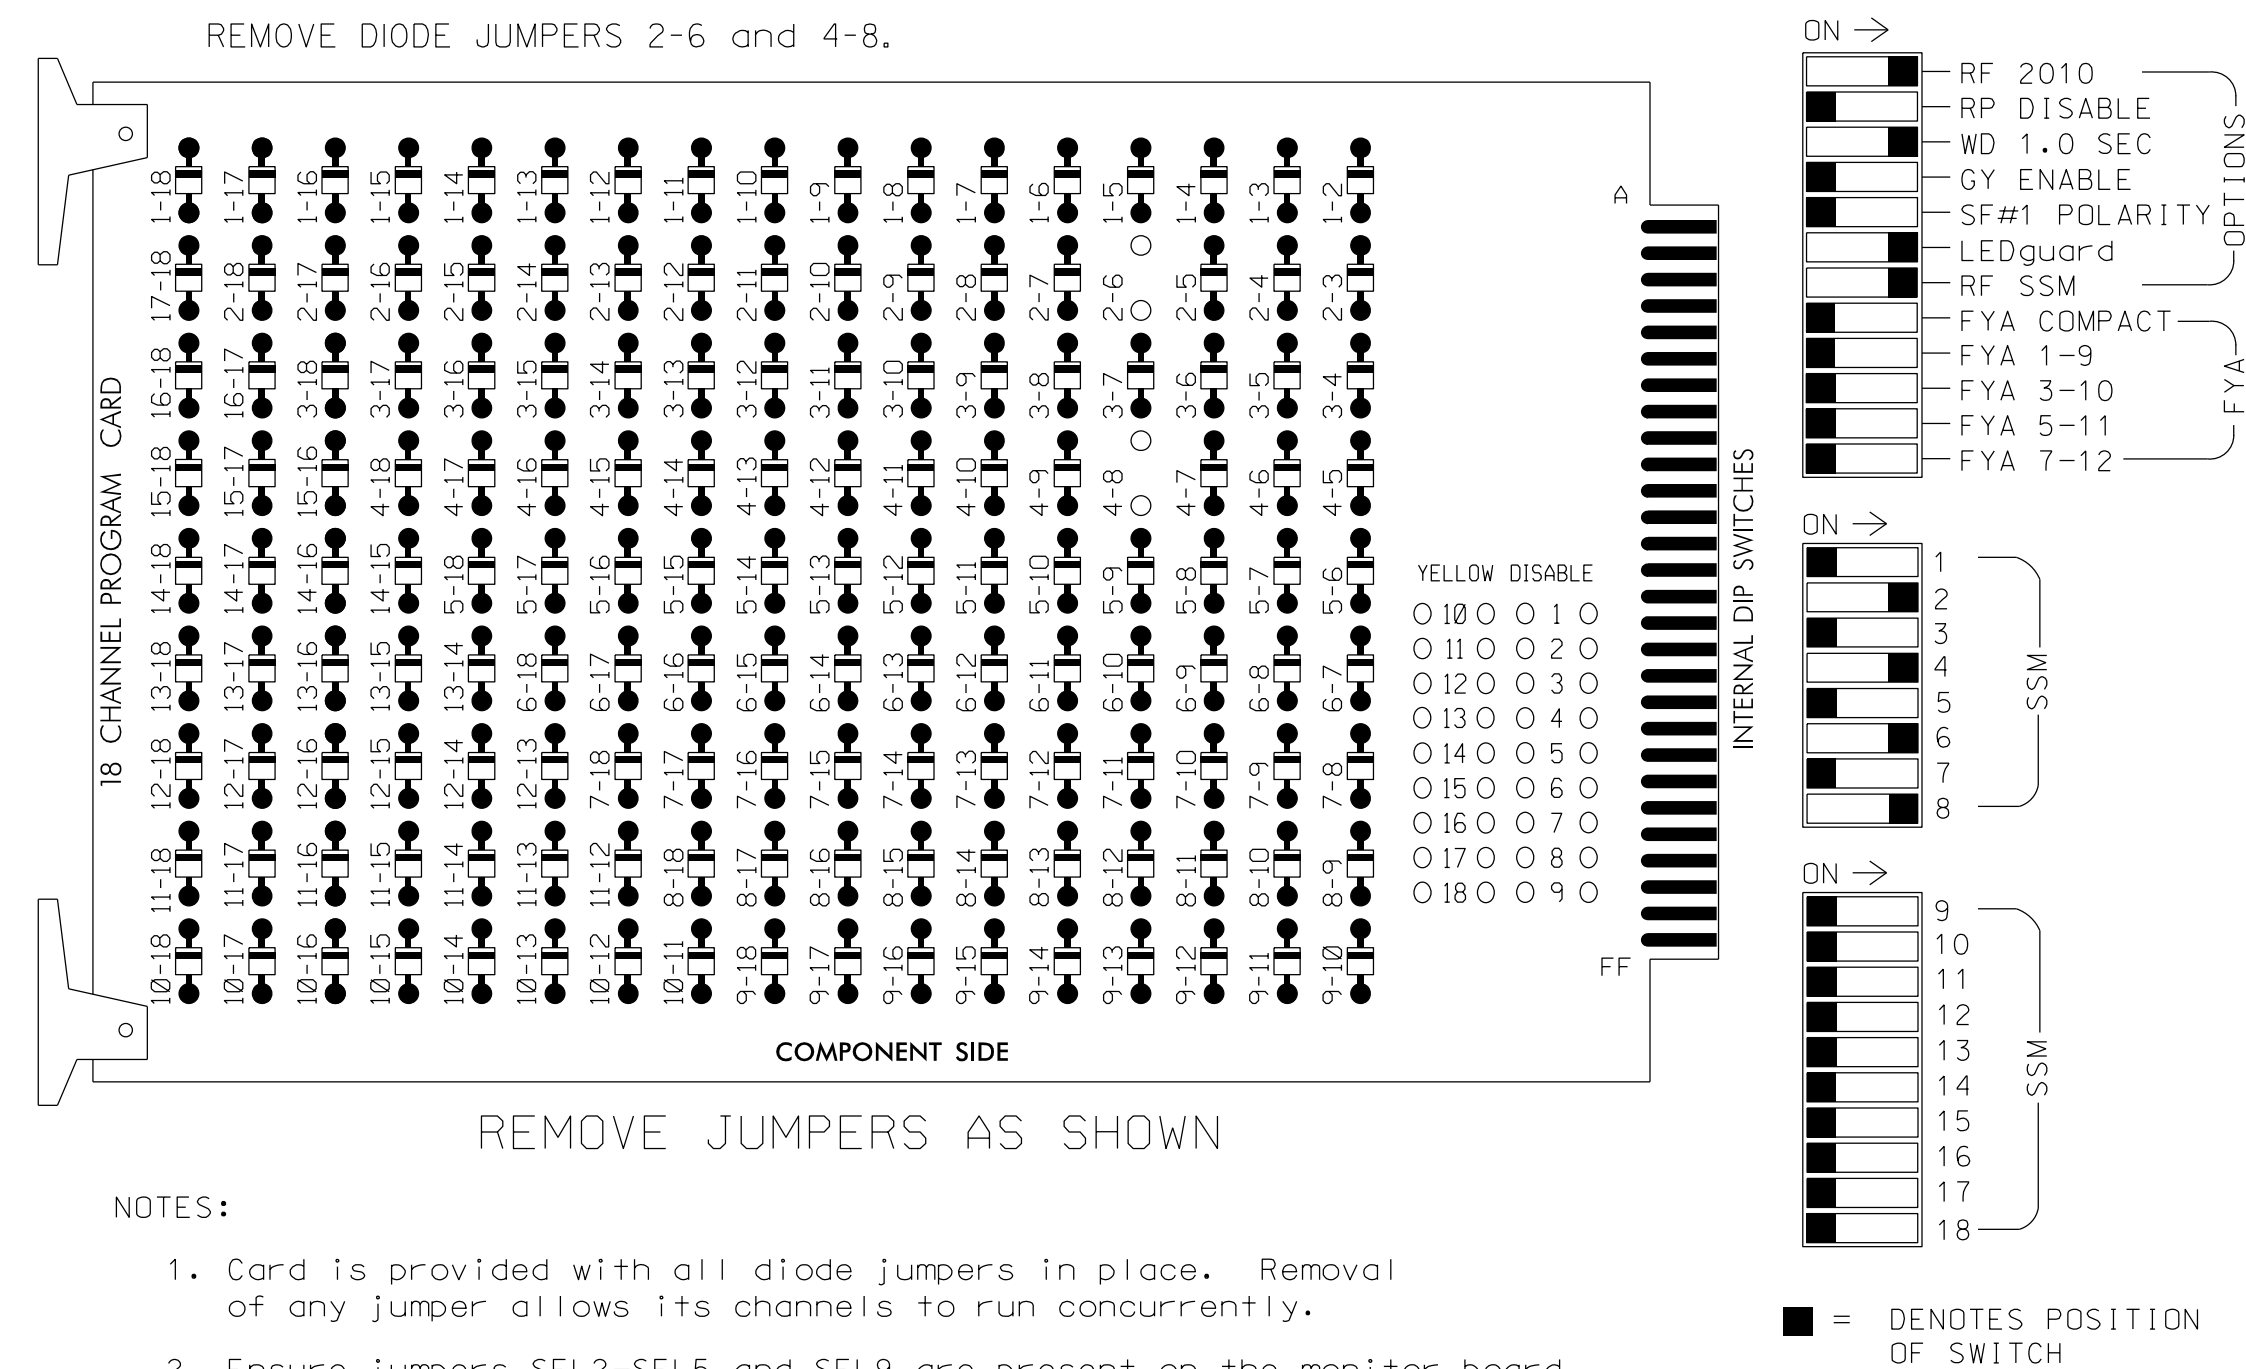 REMOVE DIODE JUMPERS 2-6 and 4-8.
18 CHANNEL PROGRAM CARD
1-18 1-17 1-16 1-15 1-14 1-13 1-12 1-11 1-10 1-9 1-8 1-7 1-6 1-5 1-4 1-3 1-2
17-18 2-18 2-17 2-16 2-15 2-14 2-13 2-12 2-11 2-10 2-9 2-8 2-7 2-6 2-5 2-4 2-3
16-18 16-17 3-18 3-17 3-16 3-15 3-14 3-13 3-12 3-11 3-10 3-9 3-8 3-7 3-6 3-5 3-4
15-18 15-17 15-16 4-18 4-17 4-16 4-15 4-14 4-13 4-12 4-11 4-10 4-9 4-8 4-7 4-6 4-5
14-18 14-17 14-16 14-15 5-18 5-17 5-16 5-15 5-14 5-13 5-12 5-11 5-10 5-9 5-8 5-7 5-6
13-18 13-17 13-16 13-15 13-14 6-18 6-17 6-16 6-15 6-14 6-13 6-12 6-11 6-10 6-9 6-8 6-7
12-18 12-17 12-16 12-15 12-14 12-13 7-18 7-17 7-16 7-15 7-14 7-13 7-12 7-11 7-10 7-9 7-8
11-18 11-17 11-16 11-15 11-14 11-13 11-12 8-18 8-17 8-16 8-15 8-14 8-13 8-12 8-11 8-10 8-9
10-18 10-17 10-16 10-15 10-14 10-13 10-12 10-11 9-18 9-17 9-16 9-15 9-14 9-13 9-12 9-11 9-10
COMPONENT SIDE
YELLOW DISABLE
10 1
11 2
12 3
13 4
14 5
15 6
16 7
17 8
18 9
A
FF
INTERNAL DIP SWITCHES
ON →
RF 2010
RP DISABLE
WD 1.0 SEC
GY ENABLE
SF#1 POLARITY
LEDguard
RF SSM
OPTIONS
FYA COMPACT
FYA 1-9
FYA 3-10
FYA 5-11
FYA 7-12
FYA
ON →
1
2
3
4
5
6
7
8
SSM
ON →
9
10
11
12
13
14
15
16
17
18
SSM
REMOVE JUMPERS AS SHOWN
NOTES:
1. Card is provided with all diode jumpers in place. Removal
of any jumper allows its channels to run concurrently.
2. Ensure jumpers SEL2-SEL5 and SEL9 are present on the monitor board.
= DENOTES POSITION
OF SWITCH